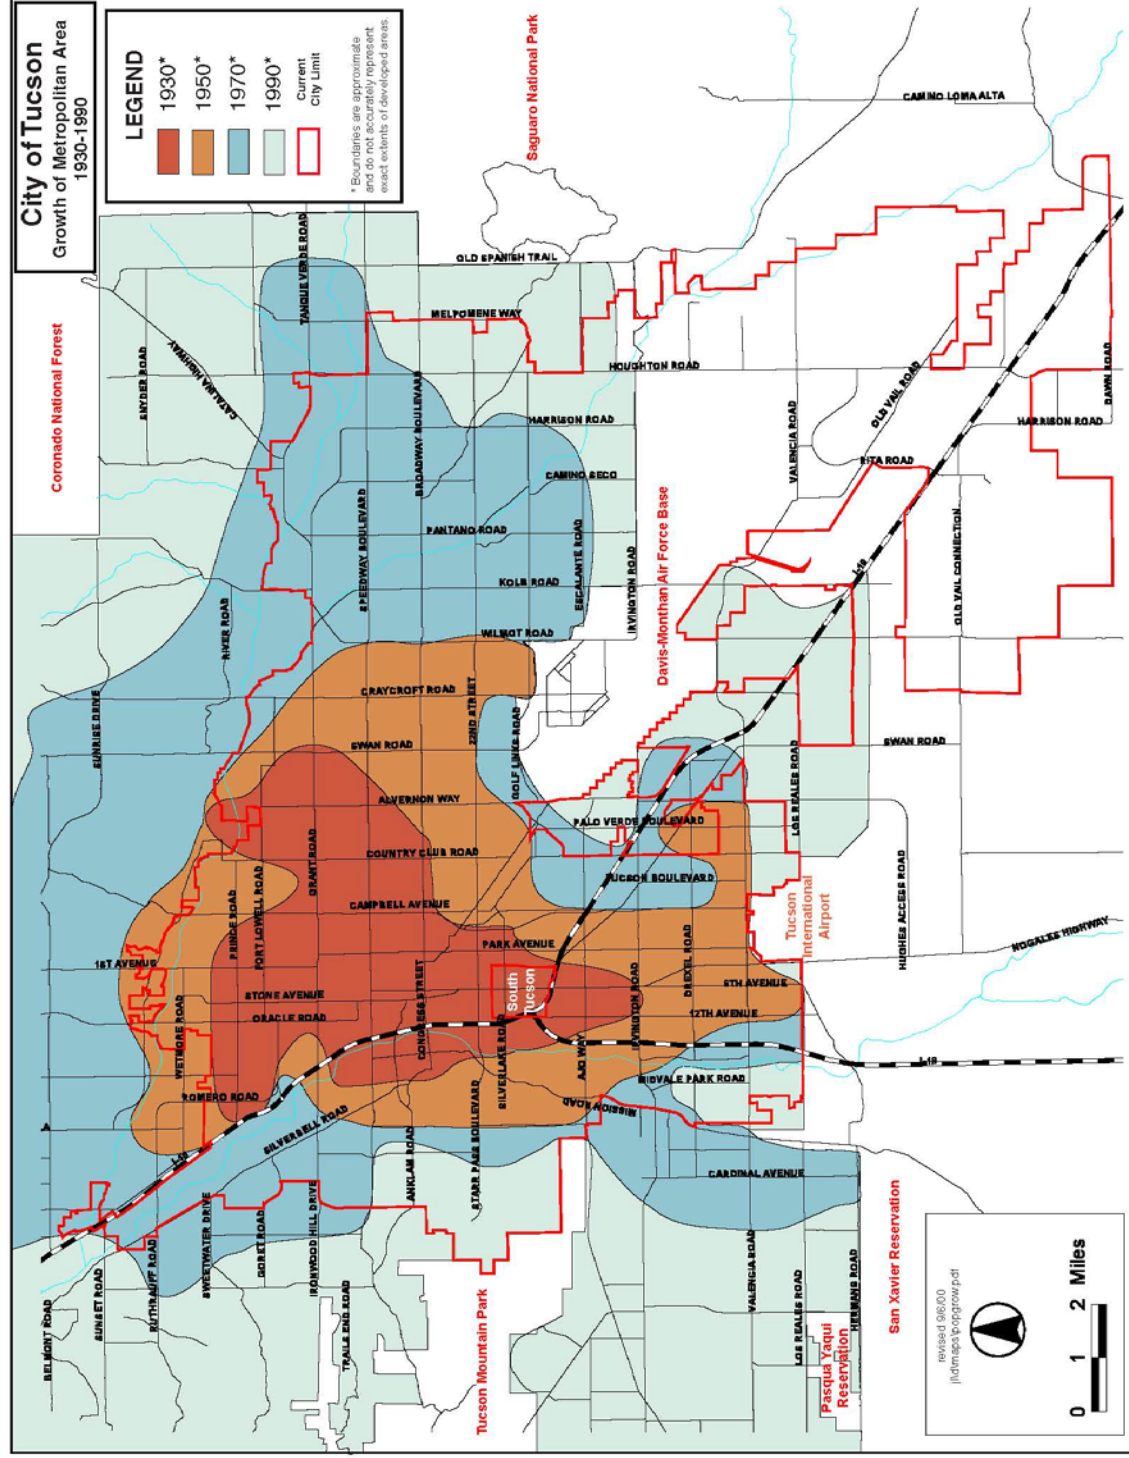 City of Tucson
Growth of Metropolitan Area
1930-1990
LEGEND
1930*
1950*
1970*
1990*
Current
City Limit
* Boundaries are approximate
and do not accurately represent
exact extents of developed areas.
Coronado National Forest
Saguaro National Park
Davis-Monthan Air Force Base
Tucson
International
Airport
South
Tucson
Tucson Mountain Park
San Xavier Reservation
Pasqua Yaqui
Reservation
CAMINO LOMA ALTA
TANQUE VERDE ROAD
OLD SPANISH TRAIL
MELPOMENE WAY
SNYDER ROAD
CATALINA HIGHWAY
HOUGHTON ROAD
HARRISON ROAD
BROADWAY BOULEVARD
CAMINO SECO
VALENCIA ROAD
OLD VAIL ROAD
RITA ROAD
DAWN ROAD
HARRISON ROAD
SPEEDWAY BOULEVARD
PANTANO ROAD
KOLB ROAD
ESCALANTE ROAD
IRVINGTON ROAD
I-10
OLD VAIL CONNECTION
RIVER ROAD
WILMOT ROAD
SUNRISE DRIVE
CRAYCROFT ROAD
22ND STREET
GOLF LINKS ROAD
SWAN ROAD
SWAN ROAD
LOS REALES ROAD
ALVERNON WAY
PALO VERDE BOULEVARD
GRANT ROAD
COUNTRY CLUB ROAD
TUCSON BOULEVARD
HUGHES ACCESS ROAD
NOGALES HIGHWAY
PRINCE ROAD
FORT LOWELL ROAD
CAMPBELL AVENUE
PARK AVENUE
DREXEL ROAD
1ST AVENUE
STONE AVENUE
ORACLE ROAD
CONGRESS STREET
6TH AVENUE
12TH AVENUE
IRVINGTON ROAD
WETMORE ROAD
SILVERLAKE ROAD
AJO WAY
I-19
ROMERO ROAD
MIDVALE PARK ROAD
MISSION ROAD
SILVERBELL ROAD
I-10
ANKLAM ROAD
STARR PASS BOULEVARD
CARDINAL AVENUE
SWEETWATER DRIVE
GORET ROAD
IRONWOOD HILL DRIVE
RUTHRAUFF ROAD
SUNSET ROAD
BELMONT ROAD
TRAILS END ROAD
VALENCIA ROAD
LOS REALES ROAD
HERMANS ROAD
revised 9/6/00
0 1 2 Miles